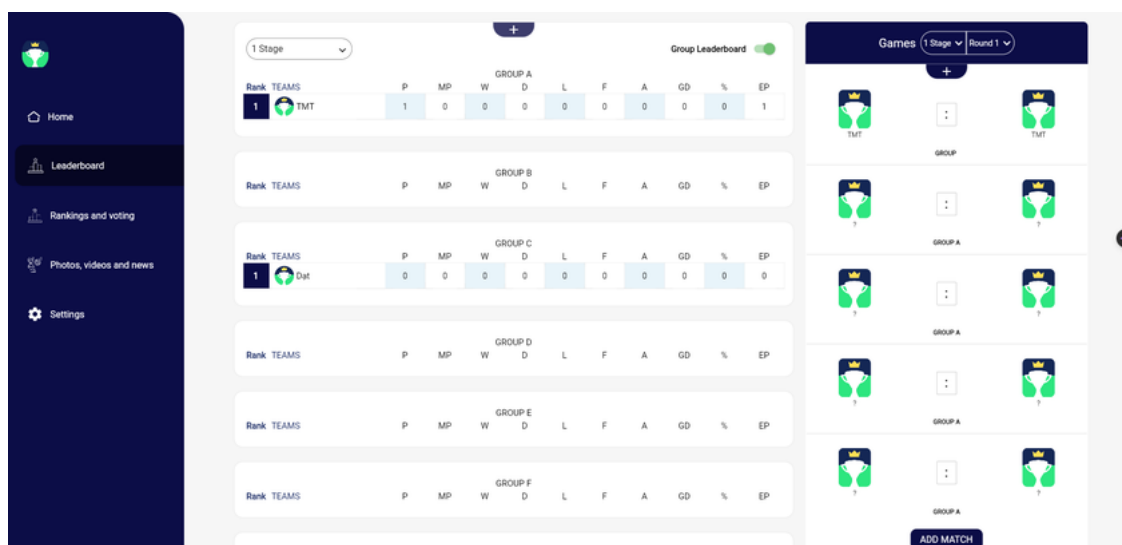 Home
Leaderboard
Rankings and voting
Photos, videos and news
Settings
+
1 Stage
Group Leaderboard
GROUP A
Rank TEAMS P MP W D L F A GD % EP
1 TMT 1 0 0 0 0 0 0 0 0 1
GROUP B
Rank TEAMS P MP W D L F A GD % EP
GROUP C
Rank TEAMS P MP W D L F A GD % EP
1 Dat 0 0 0 0 0 0 0 0 0 0
GROUP D
Rank TEAMS P MP W D L F A GD % EP
GROUP E
Rank TEAMS P MP W D L F A GD % EP
GROUP F
Rank TEAMS P MP W D L F A GD % EP
Games 1 Stage Round 1
+
:
TMT TMT
GROUP
:
? ?
GROUP A
:
? ?
GROUP A
:
? ?
GROUP A
:
? ?
GROUP A
ADD MATCH